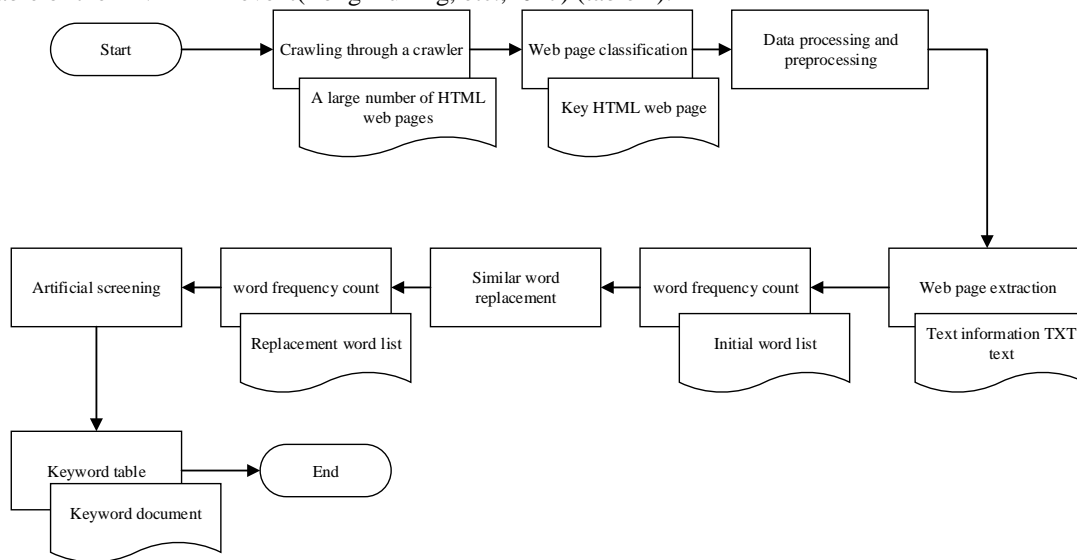 Start
Crawling through a crawler
A large number of HTML
web pages
Web page classification
Key HTML web page
Data processing and
preprocessing
Web page extraction
Text information TXT
text
word frequency count
Initial word list
Similar word
replacement
word frequency count
Replacement word list
Artificial screening
Keyword table
Keyword document
End